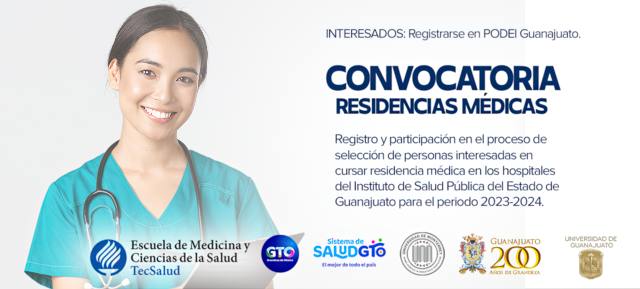 INTERESADOS: Registrarse en PODEI Guanajuato.
CONVOCATORIA
RESIDENCIAS MÉDICAS
Registro y participación en el proceso de
selección de personas interesadas en
cursar residencia médica en los hospitales
del Instituto de Salud Pública del Estado de
Guanajuato para el periodo 2023-2024.
Escuela de Medicina y
Ciencias de la Salud
TecSalud
GTO
Sistema de
SALUDGTO
El mejor de todo el país
GUANAJUATO
200
AÑOS DE GRANDEZA
UNIVERSIDAD DE
GUANAJUATO